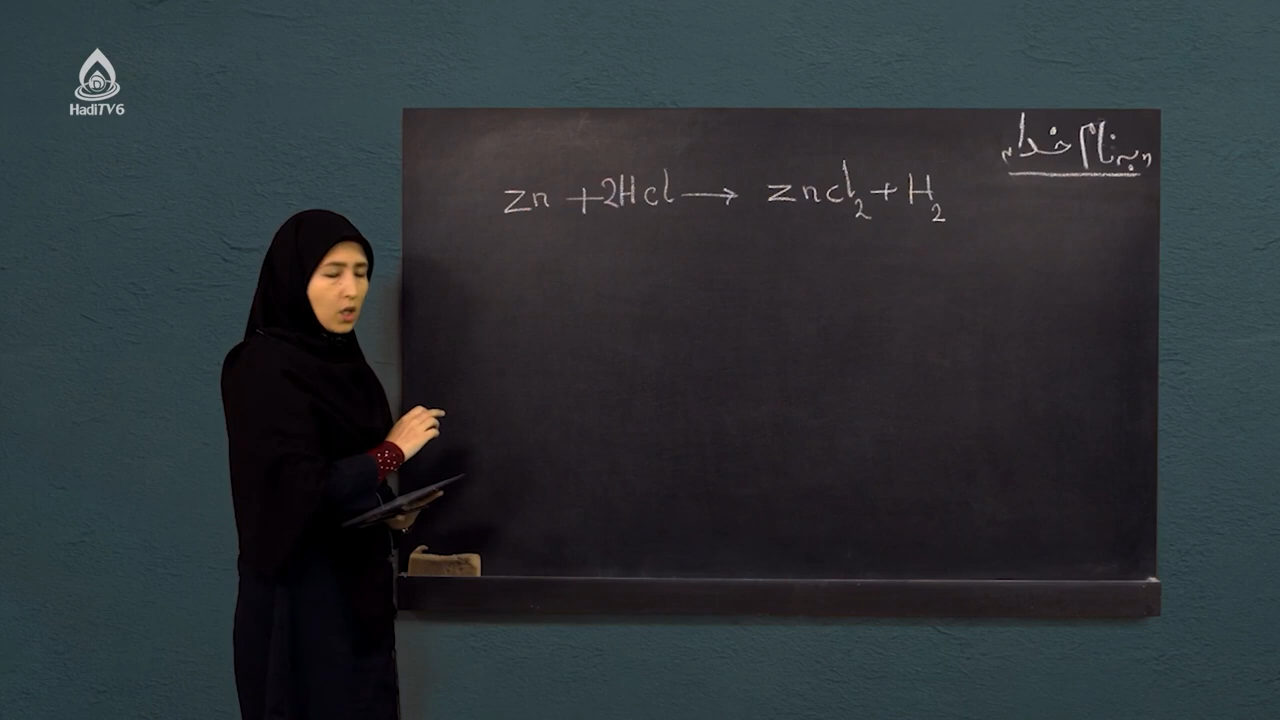 HadiTV6
"به نام خدا"
Zn + 2Hcl → zncl₂ + H₂